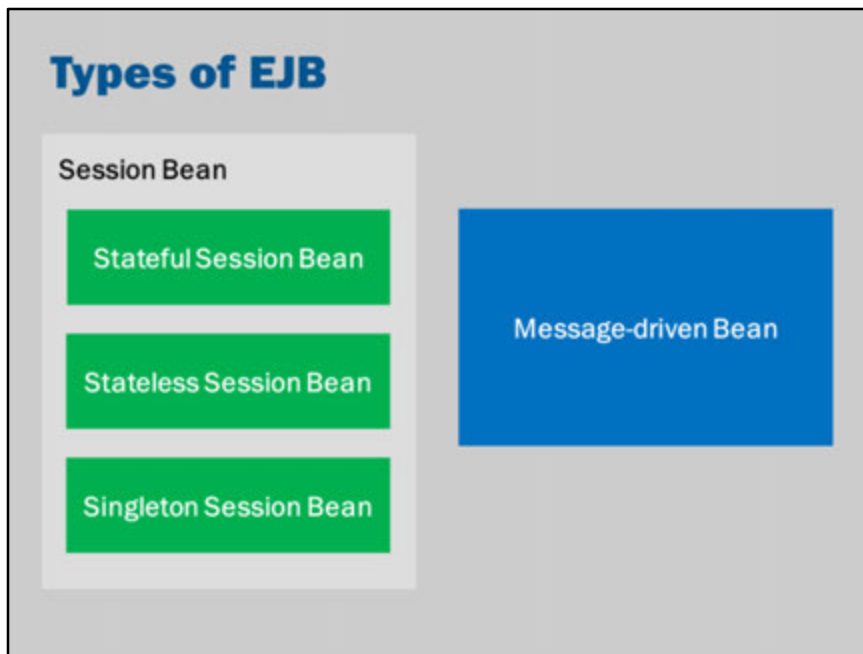 Types of EJB
Session Bean
Stateful Session Bean
Stateless Session Bean
Singleton Session Bean
Message-driven Bean